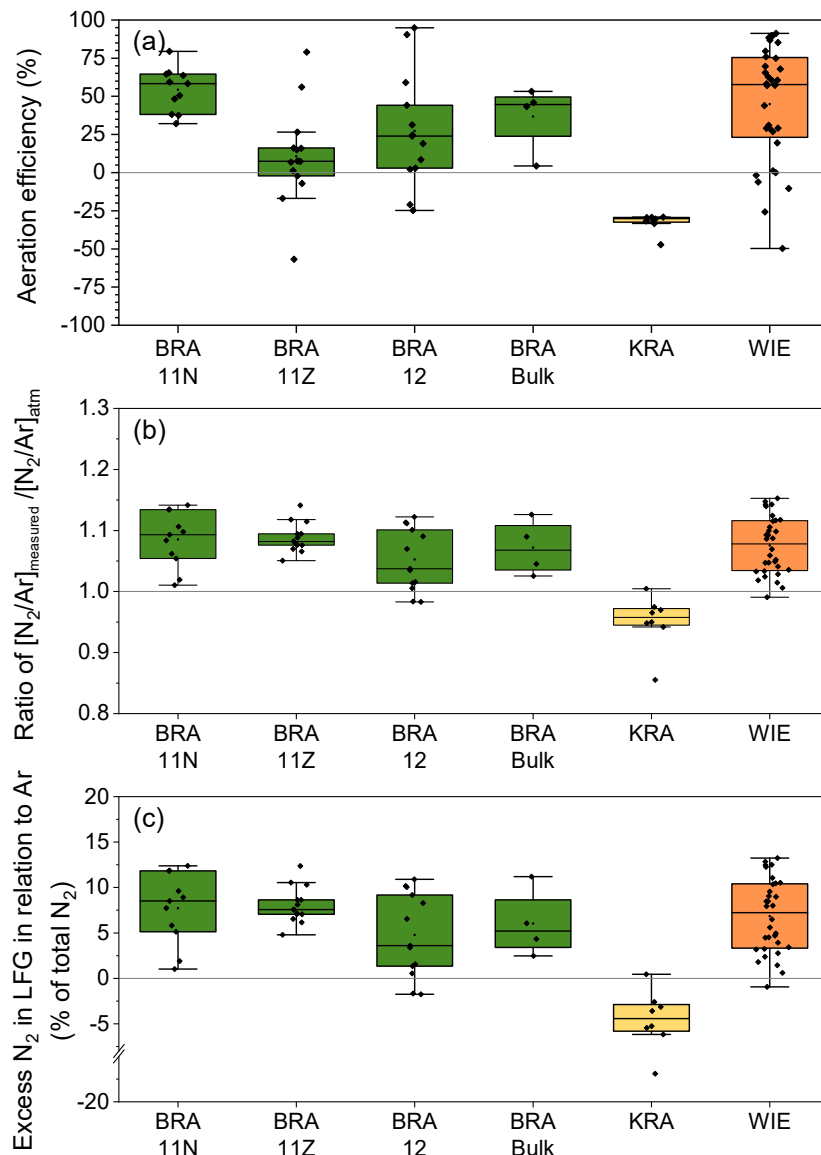 (a)
Aeration efficiency (%)
100
75
50
25
0
-25
-50
-75
-100
BRA 11N
BRA 11Z
BRA 12
BRA Bulk
KRA
WIE
(b)
Ratio of [N₂/Ar]measured /[N₂/Ar]atm
1.3
1.2
1.1
1.0
0.9
0.8
BRA 11N
BRA 11Z
BRA 12
BRA Bulk
KRA
WIE
(c)
Excess N₂ in LFG in relation to Ar
(% of total N₂)
20
15
10
5
0
-5
-20
BRA 11N
BRA 11Z
BRA 12
BRA Bulk
KRA
WIE